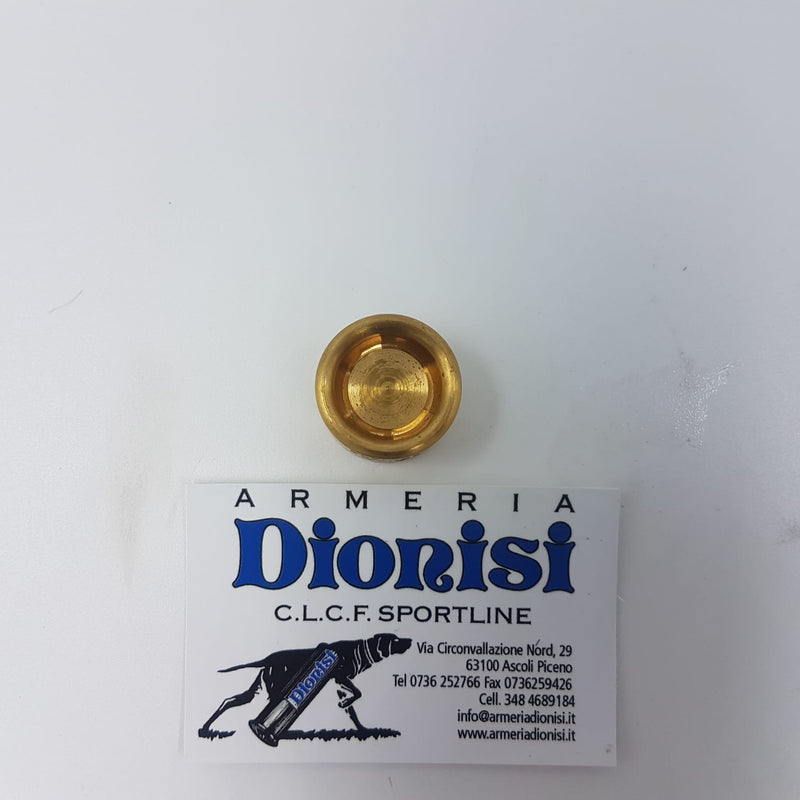 ARMERIA
Dionisi
C.L.C.F. SPORTLINE
Via Circonvallazione Nord, 29
63100 Ascoli Piceno
Tel 0736 252766 Fax 0736259426
Cell. 348 4689184
info@armeriadionisi.it
www.armeriadionisi.it
Dionisi